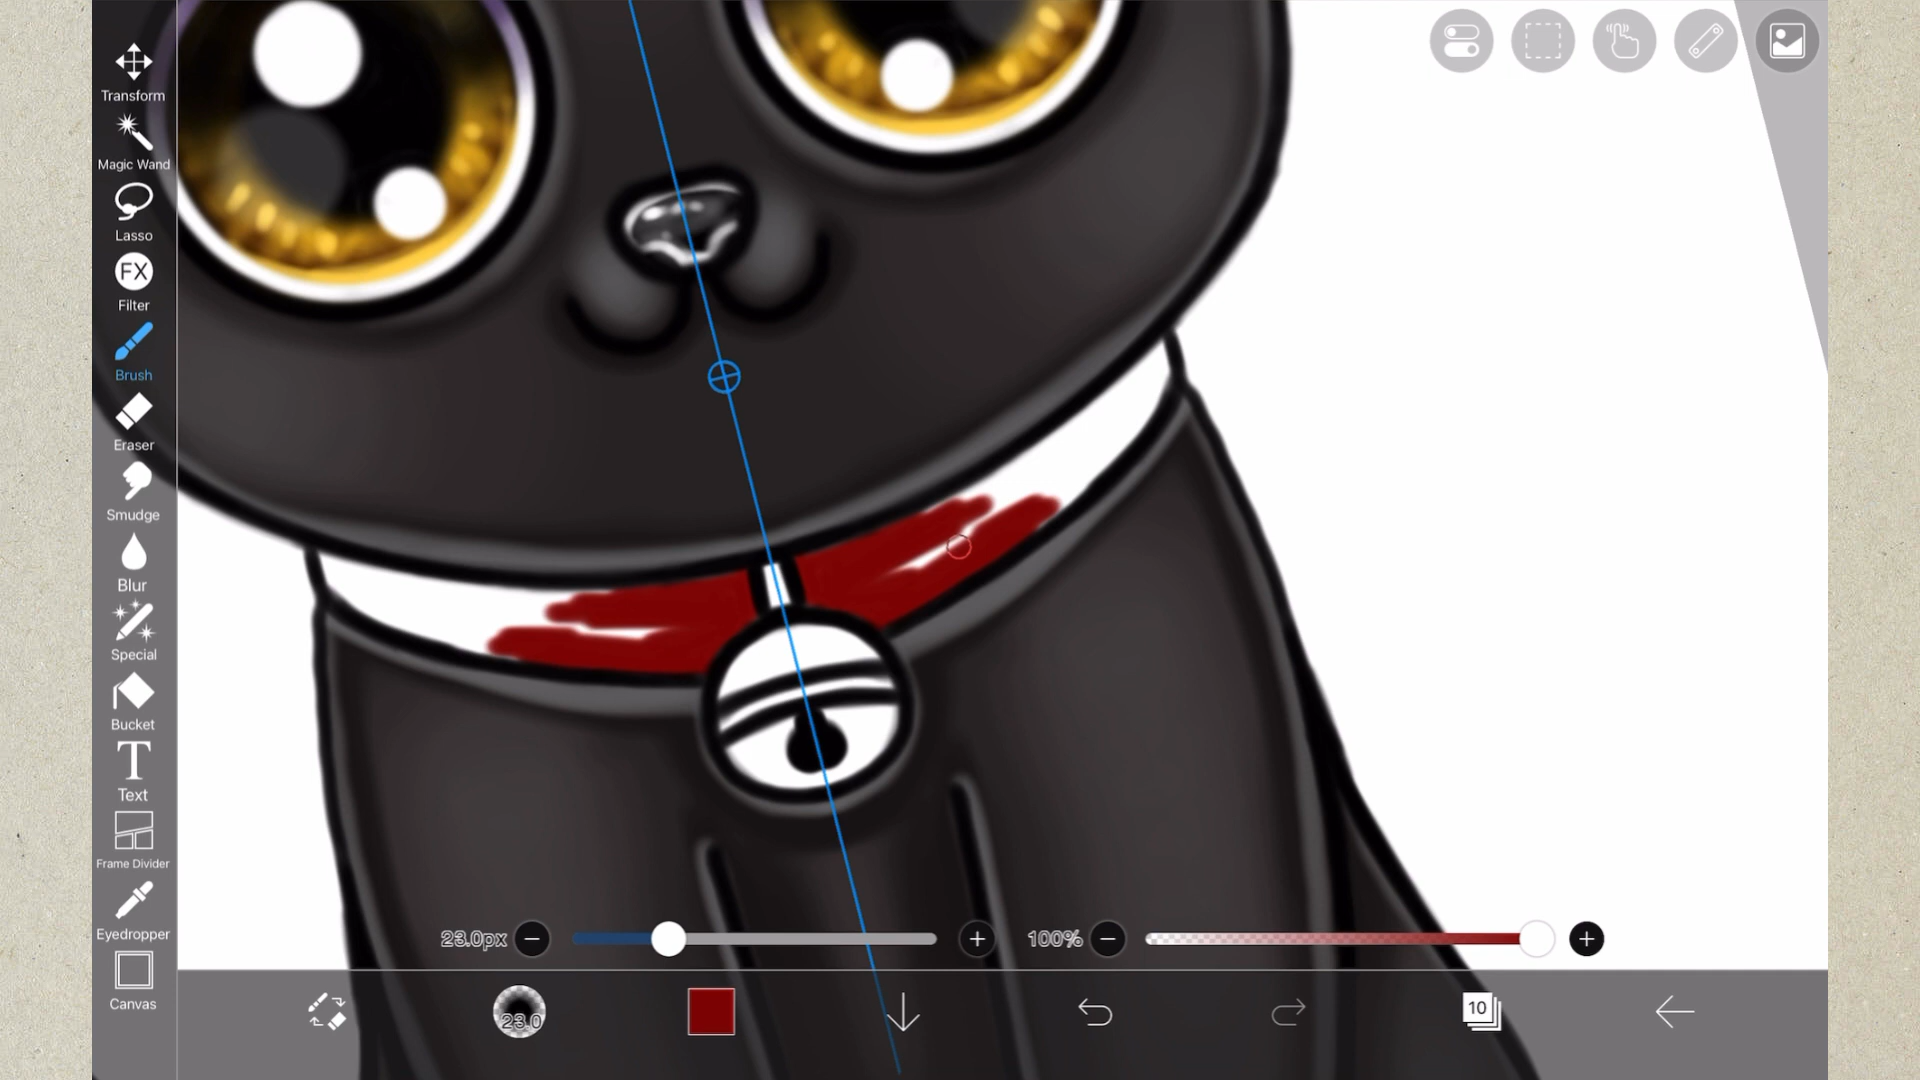 Transform
Magic Wand
Lasso
FX
Filter
Brush
Eraser
Smudge
Blur
Special
Bucket
T
Text
Frame Divider
Eyedropper
Canvas
23.0px
100%
23.0
10